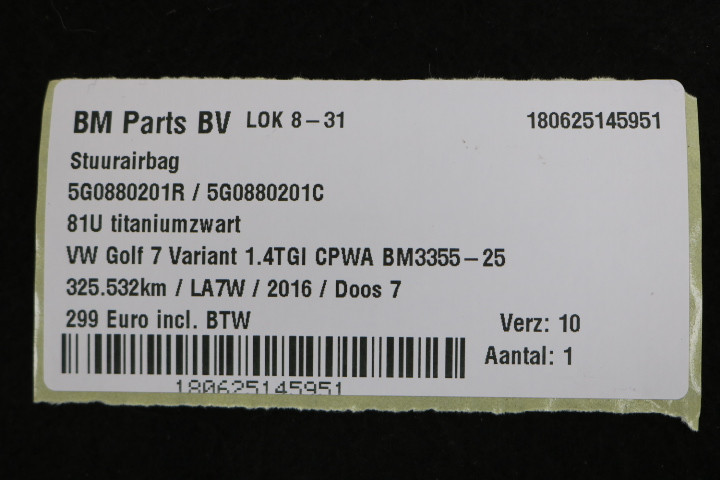 BM Parts BV LOK 8-31 180625145951
Stuurairbag
5G0880201R / 5G0880201C
81U titaniumzwart
VW Golf 7 Variant 1.4TGI CPWA BM3355-25
325.532km / LA7W / 2016 / Doos 7
299 Euro incl. BTW Verz: 10
Aantal: 1
180625145951